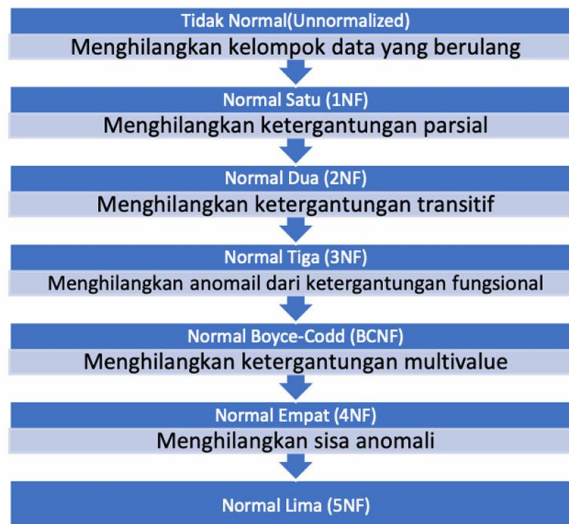 Tidak Normal(Unnormalized)
Menghilangkan kelompok data yang berulang
Normal Satu (1NF)
Menghilangkan ketergantungan parsial
Normal Dua (2NF)
Menghilangkan ketergantungan transitif
Normal Tiga (3NF)
Menghilangkan anomail dari ketergantungan fungsional
Normal Boyce-Codd (BCNF)
Menghilangkan ketergantungan multivalue
Normal Empat (4NF)
Menghilangkan sisa anomali
Normal Lima (5NF)